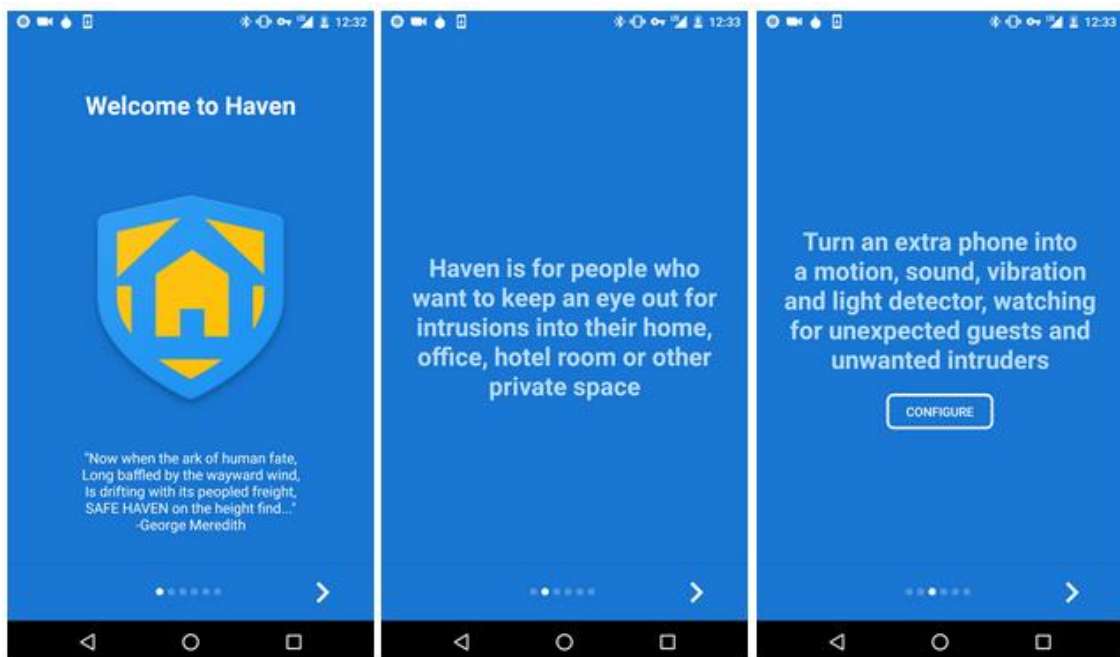 12:32
Welcome to Haven
"Now when the ark of human fate,
Long baffled by the wayward wind,
Is drifting with its peopled freight,
SAFE HAVEN on the height find..."
-George Meredith
12:33
Haven is for people who
want to keep an eye out for
intrusions into their home,
office, hotel room or other
private space
12:33
Turn an extra phone into
a motion, sound, vibration
and light detector, watching
for unexpected guests and
unwanted intruders
CONFIGURE